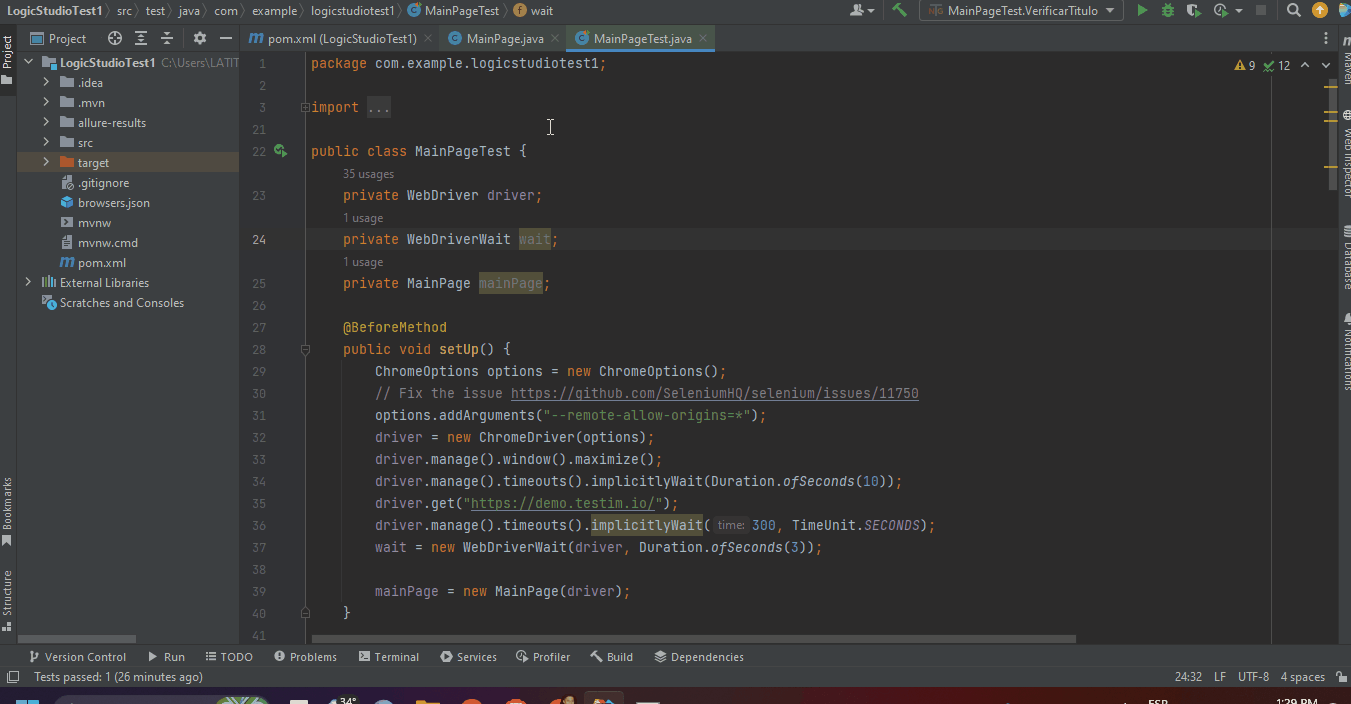 LogicStudioTest1 src test java com example logicstudiotest1 MainPageTest wait MainPageTest.VerificarTitulo
Project pom.xml (LogicStudioTest1) MainPage.java MainPageTest.java
Project
Bookmarks
Structure
LogicStudioTest1 C:\Users\LATIT
.idea
.mvn
allure-results
src
target
.gitignore
browsers.json
mvnw
mvnw.cmd
pom.xml
External Libraries
Scratches and Consoles
9 12
1 package com.example.logicstudiotest1;
2
3 import ...
21
22 public class MainPageTest {
35 usages
23 private WebDriver driver;
1 usage
24 private WebDriverWait wait;
1 usage
25 private MainPage mainPage;
26
27 @BeforeMethod
28 public void setUp() {
29 ChromeOptions options = new ChromeOptions();
30 // Fix the issue https://github.com/SeleniumHQ/selenium/issues/11750
31 options.addArguments("--remote-allow-origins=*");
32 driver = new ChromeDriver(options);
33 driver.manage().window().maximize();
34 driver.manage().timeouts().implicitlyWait(Duration.ofSeconds(10));
35 driver.get("https://demo.testim.io/");
36 driver.manage().timeouts().implicitlyWait( time: 300, TimeUnit.SECONDS);
37 wait = new WebDriverWait(driver, Duration.ofSeconds(3));
38
39 mainPage = new MainPage(driver);
40 }
41
Maven
Web Inspector
Database
Notifications
Version Control Run TODO Problems Terminal Services Profiler Build Dependencies
Tests passed: 1 (26 minutes ago) 24:32 LF UTF-8 4 spaces
34° ESP 1:29 PM